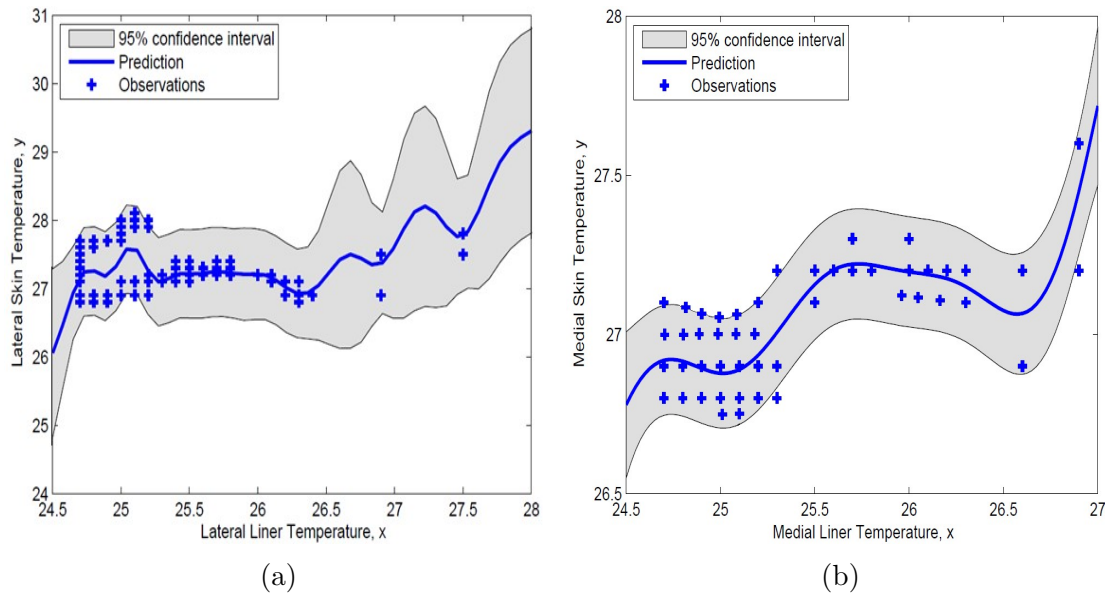 31
30
29
28
27
26
25
24
24.5
25
25.5
26
26.5
27
27.5
28
Lateral Skin Temperature, y
Lateral Liner Temperature, x
95% confidence interval
Prediction
Observations
(a)
28
27.5
27
26.5
24.5
25
25.5
26
26.5
27
Medial Skin Temperature, y
Medial Liner Temperature, x
95% confidence interval
Prediction
Observations
(b)